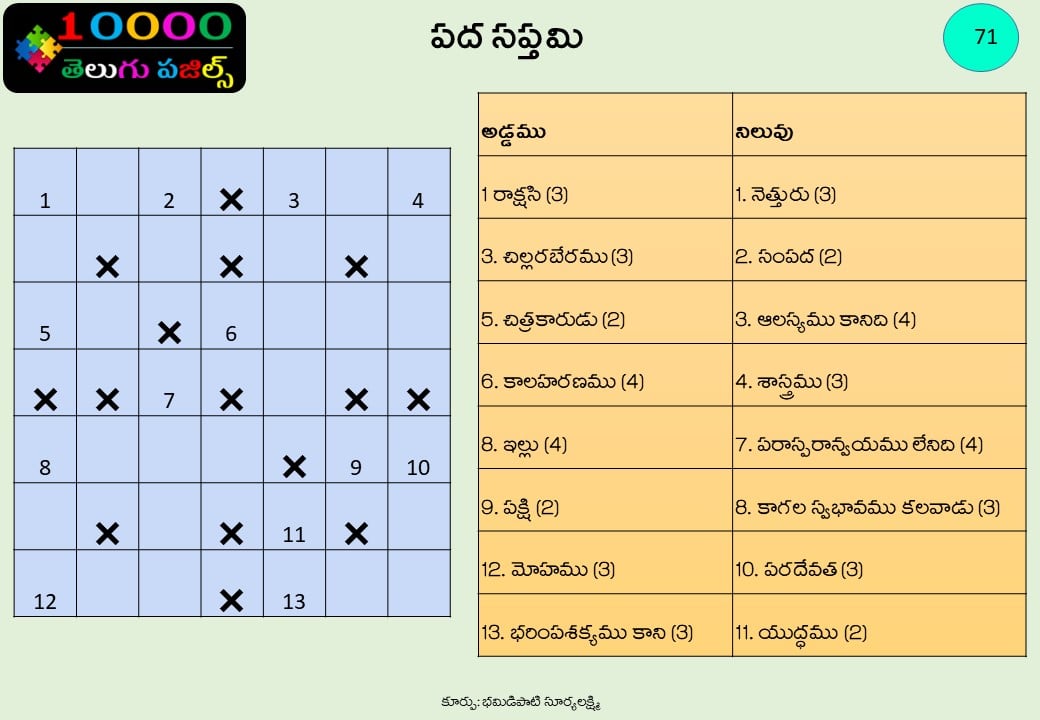 10000
తెలుగు పజిల్స్
పద సప్తమి
71
అడ్డము నిలువు
1 రాక్షసి (3) 1. నెత్తురు (3)
3. చిల్లరబేరము(3) 2. సంపద (2)
5. చిత్రకారుడు (2) 3. ఆలస్యము కానిది (4)
6. కాలహరణము (4) 4. శాస్త్రము (3)
8. ఇల్లు (4) 7. పరాస్పరాన్వయము లేనిది (4)
9. పక్షి (2) 8. కాగల స్వభావము కలవాడు (3)
12. మోహము (3) 10. పరదేవత (3)
13. భరింపశక్యము కాని (3) 11. యుద్ధము (2)
1 2 × 3 4
× × ×
5 × 6
× × 7 × × ×
8 × 9 10
× × 11 ×
12 × 13
కూర్పు: భమిడిపాటి సూర్యలక్ష్మి